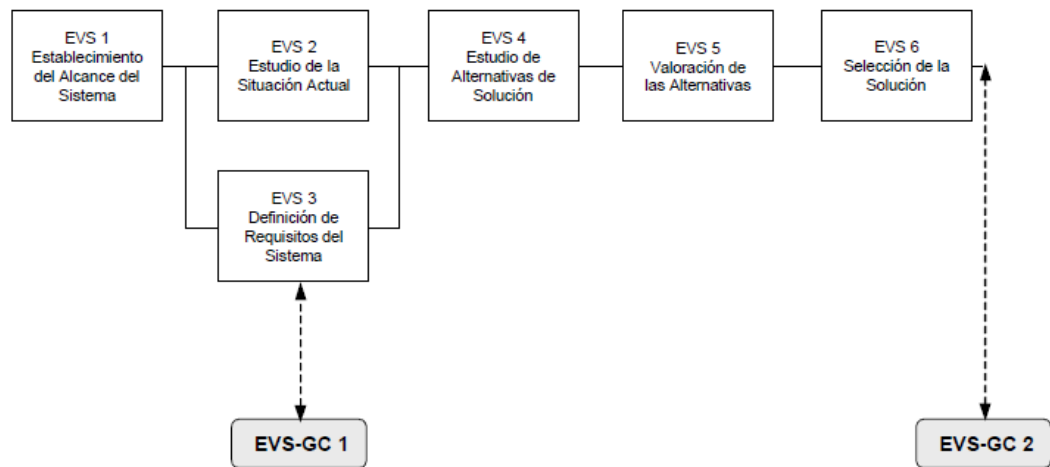 EVS 1
Establecimiento
del Alcance del
Sistema
EVS 2
Estudio de la
Situación Actual
EVS 4
Estudio de
Alternativas de
Solución
EVS 5
Valoración de
las Alternativas
EVS 6
Selección de la
Solución
EVS 3
Definición de
Requisitos del
Sistema
EVS-GC 1
EVS-GC 2